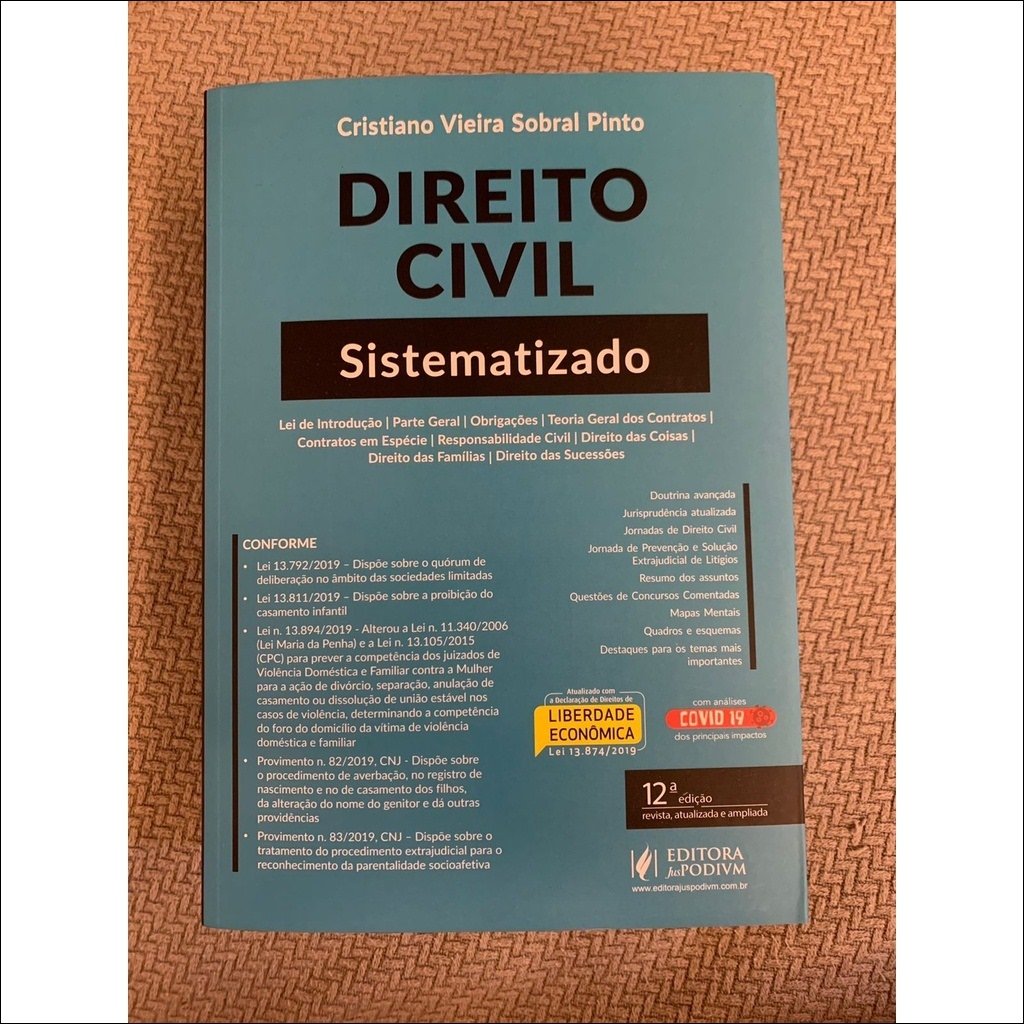 Cristiano Vieira Sobral Pinto
DIREITO
CIVIL
Sistematizado
Lei de Introdução | Parte Geral | Obrigações | Teoria Geral dos Contratos |
Contratos em Espécie | Responsabilidade Civil | Direito das Coisas |
Direito das Famílias | Direito das Sucessões
Doutrina avançada
Jurisprudência atualizada
Jornadas de Direito Civil
Jornada de Prevenção e Solução
Extrajudicial de Litígios
Resumo dos assuntos
Questões de Concursos Comentadas
Mapas Mentais
Quadros e esquemas
Destaques para os temas mais
importantes
CONFORME
• Lei 13.792/2019 – Dispõe sobre o quórum de
deliberação no âmbito das sociedades limitadas
• Lei 13.811/2019 – Dispõe sobre a proibição do
casamento infantil
• Lei n. 13.894/2019 - Alterou a Lei n. 11.340/2006
(Lei Maria da Penha) e a Lei n. 13.105/2015
(CPC) para prever a competência dos juizados de
Violência Doméstica e Familiar contra a Mulher
para a ação de divórcio, separação, anulação de
casamento ou dissolução de união estável nos
casos de violência, determinando a competência
do foro do domicílio da vítima de violência
doméstica e familiar
• Provimento n. 82/2019, CNJ - Dispõe sobre
o procedimento de averbação, no registro de
nascimento e no de casamento dos filhos,
da alteração do nome do genitor e dá outras
providências
• Provimento n. 83/2019, CNJ – Dispõe sobre o
tratamento do procedimento extrajudicial para o
reconhecimento da parentalidade socioafetiva
Atualizado com
a Declaração de Direitos de
LIBERDADE
ECONÔMICA
Lei 13.874/2019
com análises
COVID 19
dos principais impactos
12ª edição
revista, atualizada e ampliada
EDITORA
JusPODIVM
www.editorajuspodivm.com.br